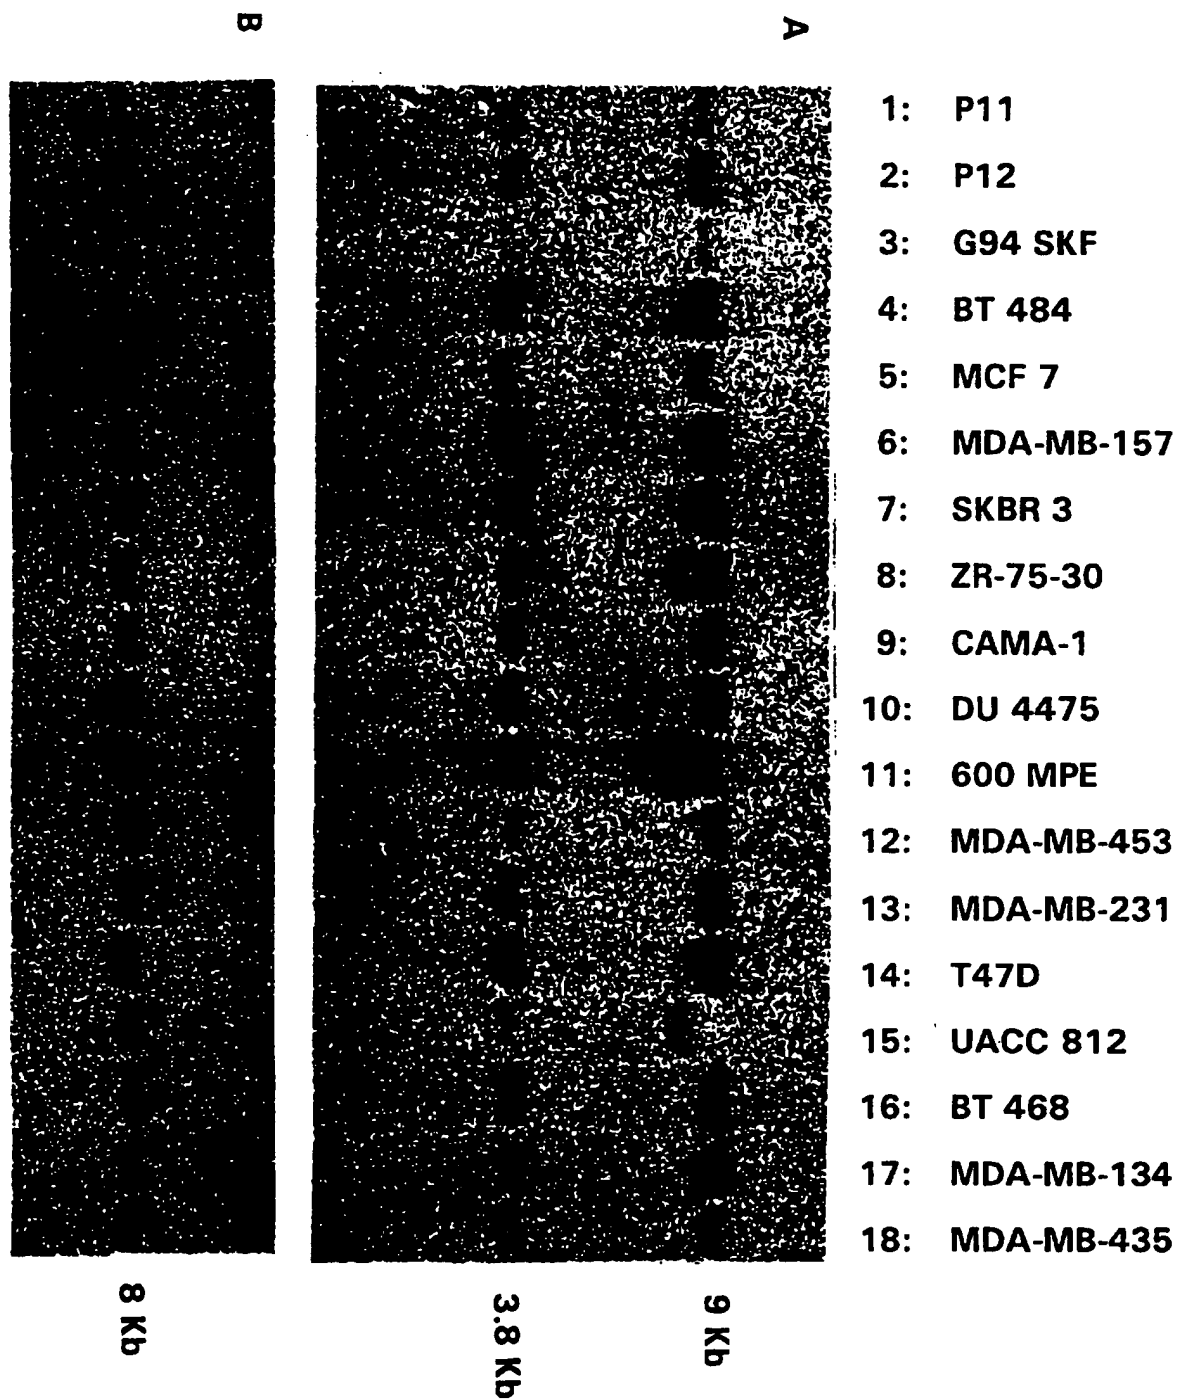 B
A
1: P11
2: P12
3: G94 SKF
4: BT 484
5: MCF 7
6: MDA-MB-157
7: SKBR 3
8: ZR-75-30
9: CAMA-1
10: DU 4475
11: 600 MPE
12: MDA-MB-453
13: MDA-MB-231
14: T47D
15: UACC 812
16: BT 468
17: MDA-MB-134
18: MDA-MB-435
8 Kb
3.8 Kb
9 Kb